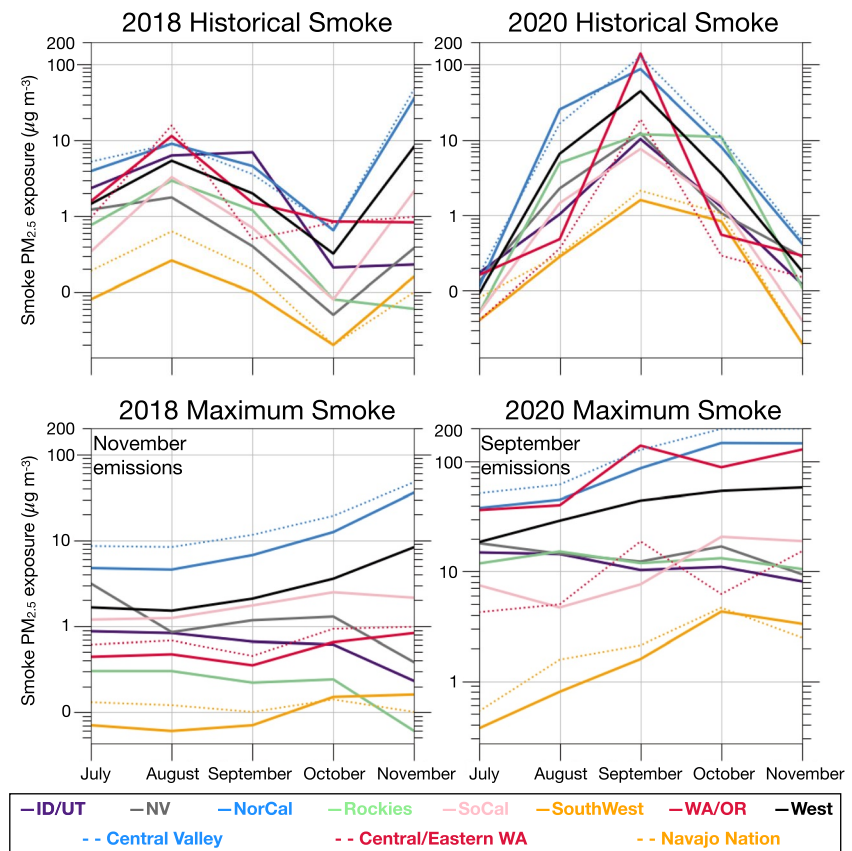 2018 Historical Smoke
2020 Historical Smoke
200
100
10
1
0
Smoke PM2.5 exposure (μg m-3)
200
100
10
1
0
2018 Maximum Smoke
2020 Maximum Smoke
November
emissions
September
emissions
200
100
10
1
0
Smoke PM2.5 exposure (μg m-3)
200
100
10
1
July August September October November
July August September October November
ID/UT NV NorCal Rockies SoCal SouthWest WA/OR West
Central Valley Central/Eastern WA Navajo Nation